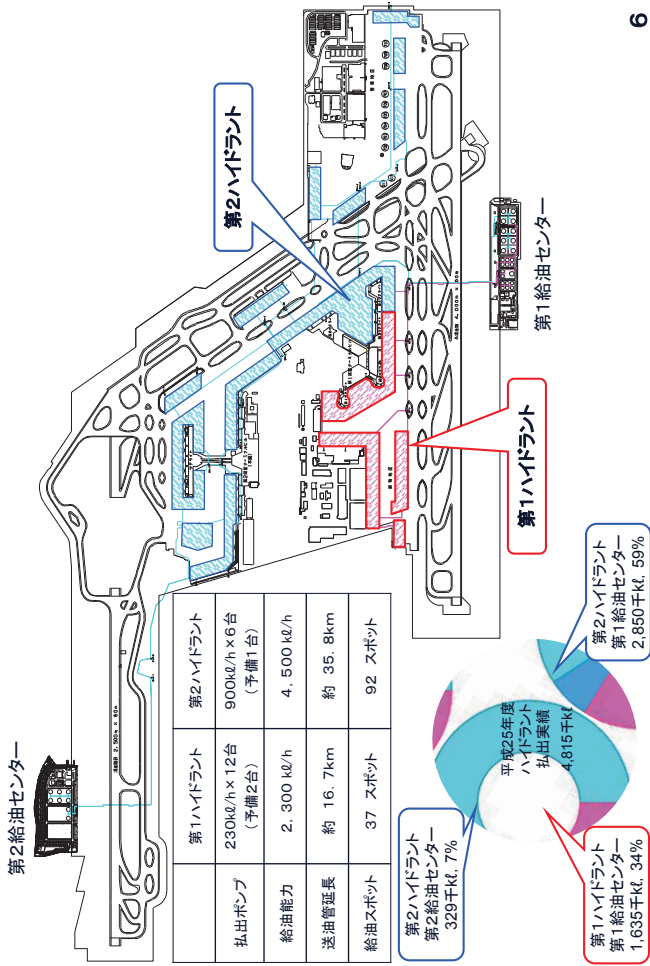 第2給油センター
滑走路B 2,500m × 60m
第2ハイドラント
第1ハイドラント
第1給油センター
第1ハイドラント
第2ハイドラント
払出ポンプ
230kℓ/h×12台
(予備2台)
900kℓ/h×6台
(予備1台)
給油能力
2,300 kℓ/h
4,500 kℓ/h
送油管延長
約 16.7km
約 35.8km
給油スポット
37 スポット
92 スポット
第2ハイドラント
第2給油センター
329千kℓ, 7%
平成25年度
ハイドラント
払出実績
4,815千kℓ
第1ハイドラント
第1給油センター
1,635千kℓ, 34%
第2ハイドラント
第1給油センター
2,850千kℓ, 59%
6